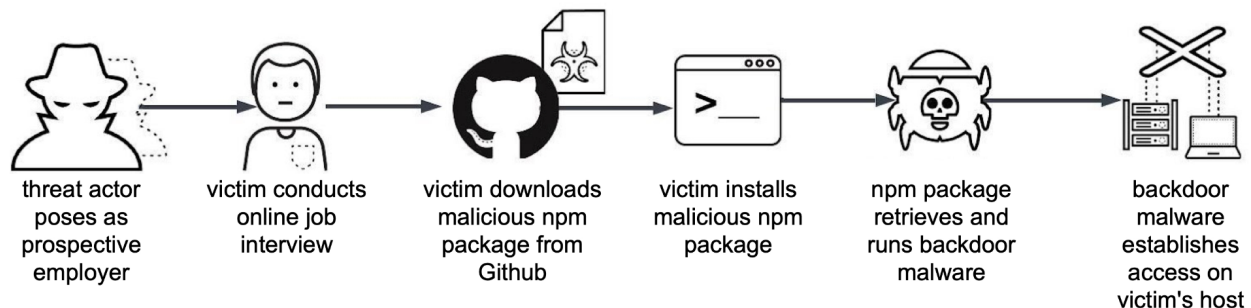 threat actor
poses as
prospective
employer
victim conducts
online job
interview
victim downloads
malicious npm
package from
Github
>_
victim installs
malicious npm
package
npm package
retrieves and
runs backdoor
malware
backdoor
malware
establishes
access on
victim's host